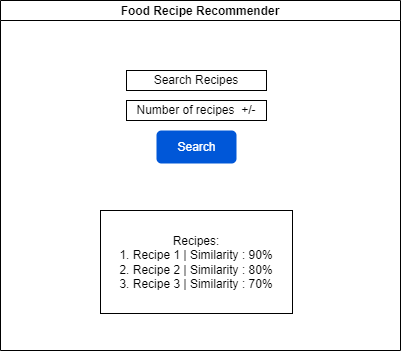 Food Recipe Recommender
Search Recipes
Number of recipes +/-
Search
Recipes:
1. Recipe 1 | Similarity : 90%
2. Recipe 2 | Similarity : 80%
3. Recipe 3 | Similarity : 70%